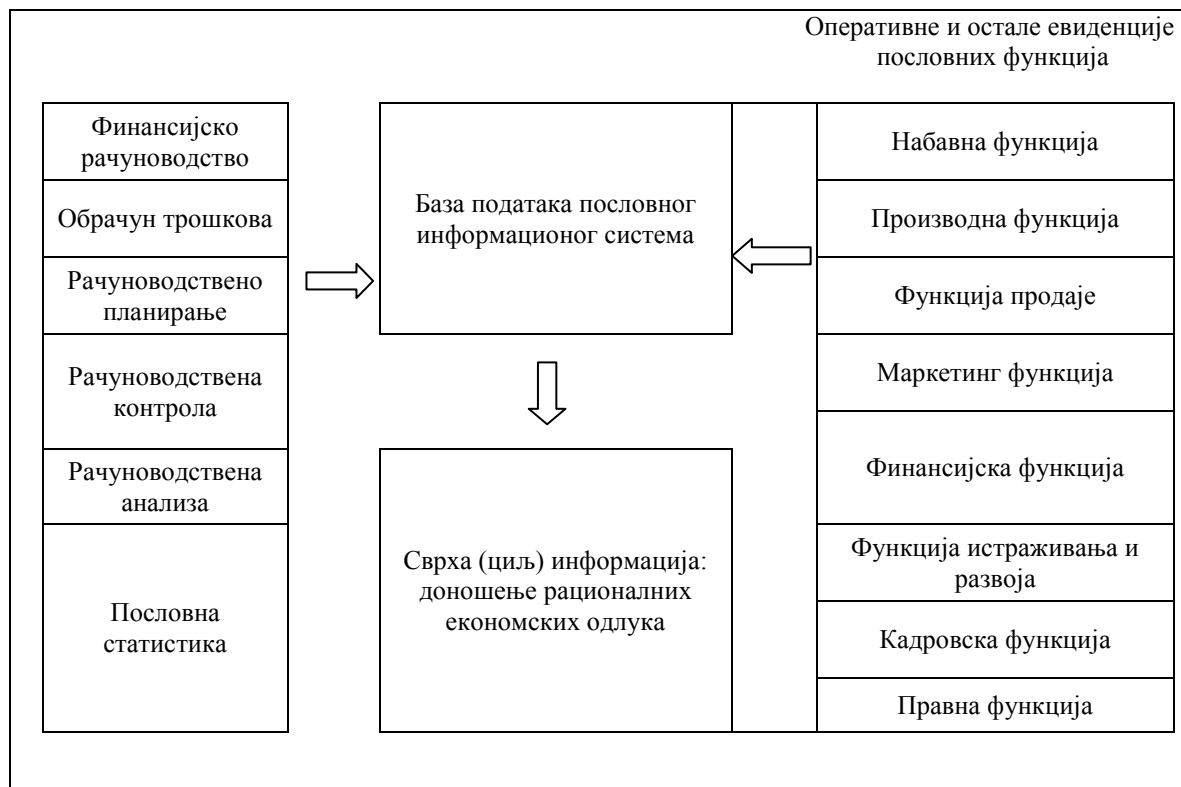 Оперативне и остале евиденције
пословних функција
Финансијско
рачуноводство
Обрачун трошкова
Рачуноводствено
планирање
Рачуноводствена
контрола
Рачуноводствена
анализа
Пословна
статистика
База података пословног
информационог система
Сврха (циљ) информација:
доношење рационалних
економских одлука
Набавна функција
Производна функција
Функција продаје
Маркетинг функција
Финансијска функција
Функција истраживања и
развоја
Кадровска функција
Правна функција